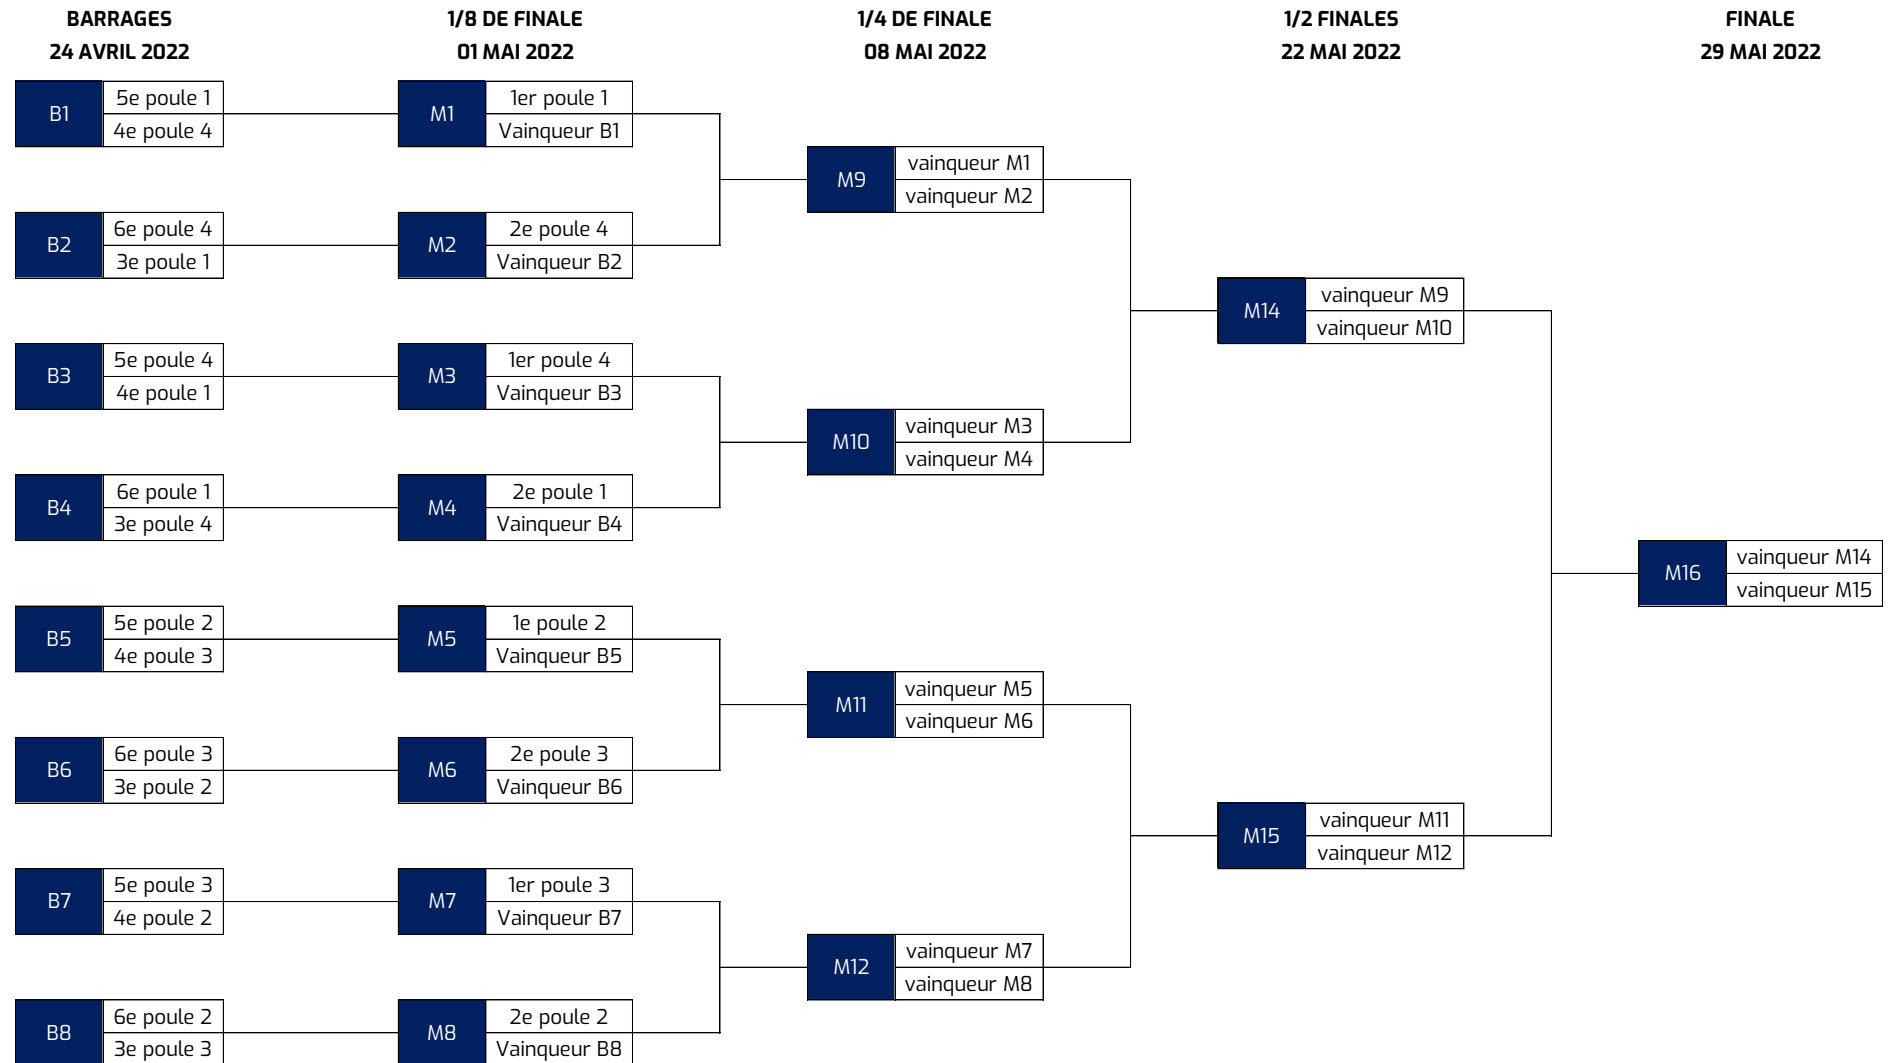 BARRAGES
24 AVRIL 2022
1/8 DE FINALE
01 MAI 2022
1/4 DE FINALE
08 MAI 2022
1/2 FINALES
22 MAI 2022
FINALE
29 MAI 2022
B1
5e poule 1
4e poule 4
B2
6e poule 4
3e poule 1
B3
5e poule 4
4e poule 1
B4
6e poule 1
3e poule 4
B5
5e poule 2
4e poule 3
B6
6e poule 3
3e poule 2
B7
5e poule 3
4e poule 2
B8
6e poule 2
3e poule 3
M1
1er poule 1
Vainqueur B1
M2
2e poule 4
Vainqueur B2
M3
1er poule 4
Vainqueur B3
M4
2e poule 1
Vainqueur B4
M5
1e poule 2
Vainqueur B5
M6
2e poule 3
Vainqueur B6
M7
1er poule 3
Vainqueur B7
M8
2e poule 2
Vainqueur B8
M9
vainqueur M1
vainqueur M2
M10
vainqueur M3
vainqueur M4
M11
vainqueur M5
vainqueur M6
M12
vainqueur M7
vainqueur M8
M14
vainqueur M9
vainqueur M10
M15
vainqueur M11
vainqueur M12
M16
vainqueur M14
vainqueur M15